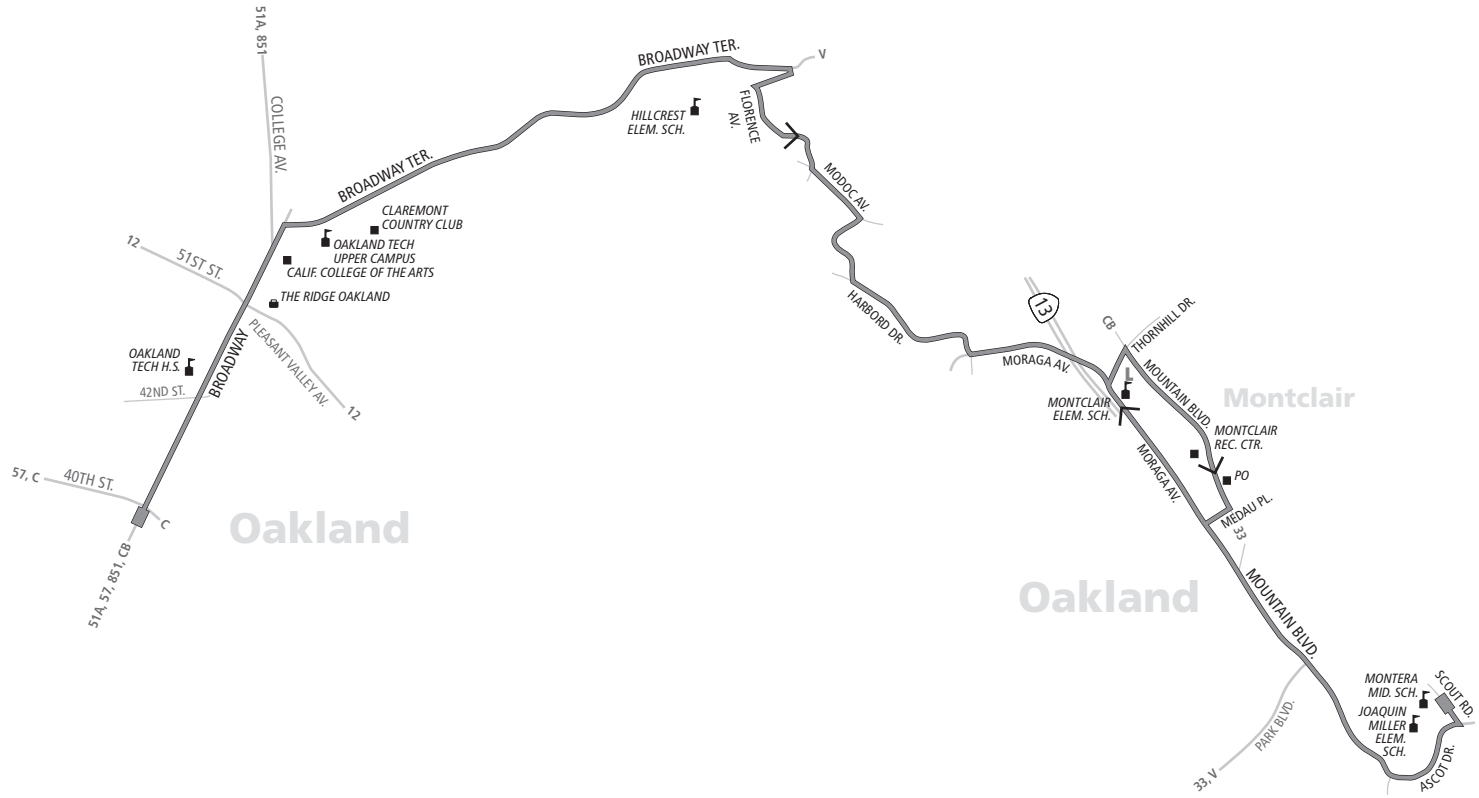 51A, 851
COLLEGE AV.
BROADWAY TER.
V
HILLCREST
ELEM. SCH.
FLORENCE
AV.
BROADWAY TER.
MODOC AV.
CLAREMONT
COUNTRY CLUB
OAKLAND TECH
UPPER CAMPUS
CALIF. COLLEGE OF THE ARTS
12
51ST ST.
THE RIDGE OAKLAND
HARBORD DR.
13
CB
THORNHILL DR.
PLEASANT VALLEY AV.
12
OAKLAND
TECH H.S.
BROADWAY
42ND ST.
MORAGA AV.
L
MOUNTAIN BLVD.
MONTCLAIR
ELEM. SCH.
Montclair
MONTCLAIR
REC. CTR.
MORAGA AV.
PO
MEDAU PL.
33
57, C
40TH ST.
C
Oakland
51A, 57, 851, CB
Oakland
MOUNTAIN BLVD.
MONTERA
MID. SCH.
SCOUT RD.
JOAQUIN
MILLER
ELEM.
SCH.
PARK BLVD.
33, V
ASCOT DR.